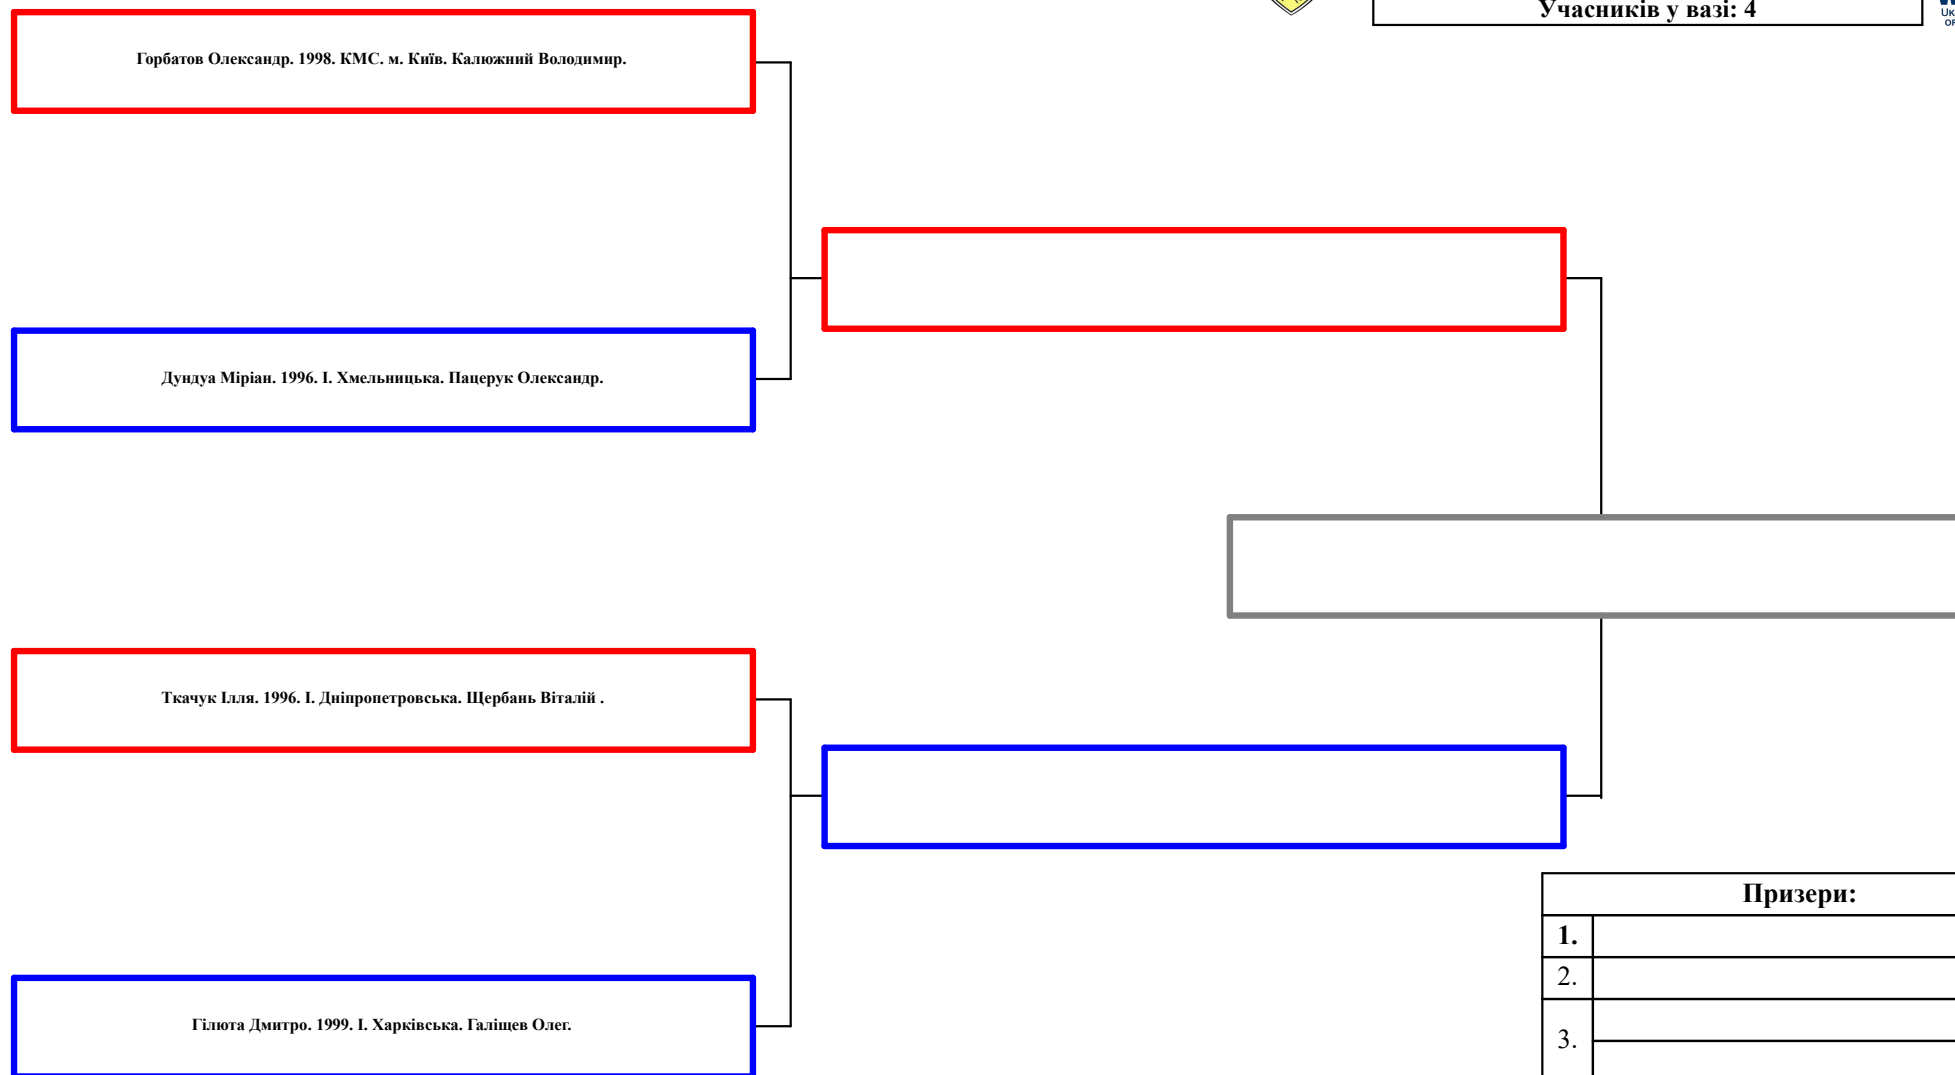 Учасників у вазі: 4
Горбатов Олександр. 1998. КМС. м. Київ. Калюжний Володимир.
Дундуа Міріан. 1996. І. Хмельницька. Пацерук Олександр.
Ткачук Ілля. 1996. І. Дніпропетровська. Щербань Віталій .
Гілюта Дмитро. 1999. І. Харківська. Галіщев Олег.
Призери:
1.
2.
3.